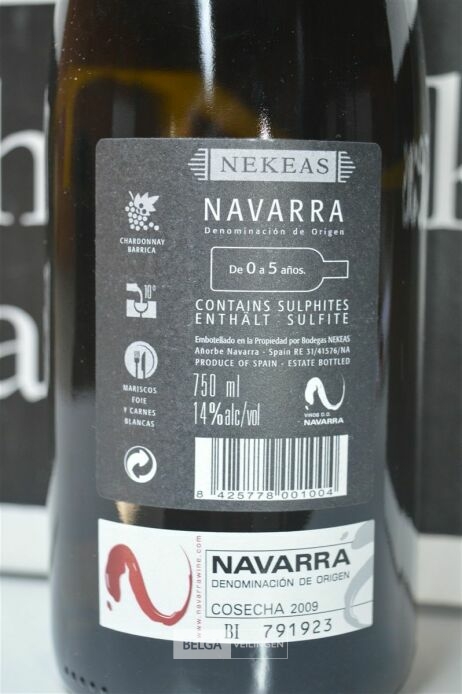 NEKEAS
NAVARRA
Denominación de Origen
De 0 a 5 años.
CHARDONNAY
BARRICA
10°
CONTAINS SULPHITES
ENTHÄLT SULFITE
Embotellado en la Propiedad por Bodegas NEKEAS
Añorbe Navarra - Spain RE 31/41576/NA
PRODUCE OF SPAIN - ESTATE BOTTLED
MARISCOS
FOIE
Y CARNES
BLANCAS
750 ml
14%alc/vol
VINOS D.O.
NAVARRA
8 425778 001004
www.navarrawine.com
NAVARRA
DENOMINACIÓN DE ORIGEN
COSECHA 2009
BI 791923
BELGA VEILINGEN